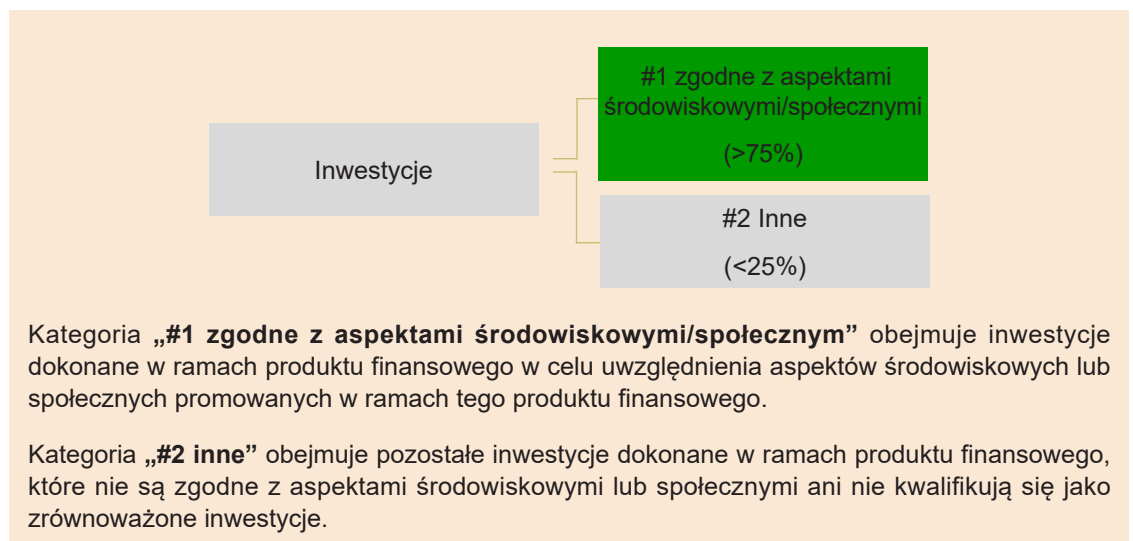 #1 zgodne z aspektami
środowiskowymi/społecznymi
(>75%)
Inwestycje
#2 Inne
(<25%)
Kategoria „#1 zgodne z aspektami środowiskowymi/społecznym” obejmuje inwestycje
dokonane w ramach produktu finansowego w celu uwzględnienia aspektów środowiskowych lub
społecznych promowanych w ramach tego produktu finansowego.
Kategoria „#2 inne” obejmuje pozostałe inwestycje dokonane w ramach produktu finansowego,
które nie są zgodne z aspektami środowiskowymi lub społecznymi ani nie kwalifikują się jako
zrównoważone inwestycje.